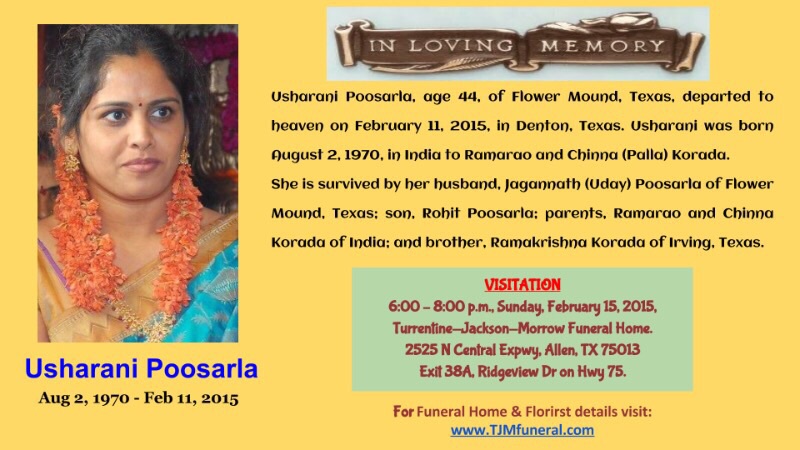 IN LOVING MEMORY
Usharani Poosarla, age 44, of Flower Mound, Texas, departed to
heaven on February 11, 2015, in Denton, Texas. Usharani was born
August 2, 1970, in India to Ramarao and Chinna (Palla) Korada.
She is survived by her husband, Jagannath (Uday) Poosarla of Flower
Mound, Texas; son, Rohit Poosarla; parents, Ramarao and Chinna
Korada of India; and brother, Ramakrishna Korada of Irving, Texas.
VISITATION
6:00 – 8:00 p.m., Sunday, February 15, 2015,
Turrentine–Jackson–Morrow Funeral Home.
2525 N Central Expwy, Allen, TX 75013
Exit 38A, Ridgeview Dr on Hwy 75.
Usharani Poosarla
Aug 2, 1970 - Feb 11, 2015
For Funeral Home & Florirst details visit:
www.TJMfuneral.com